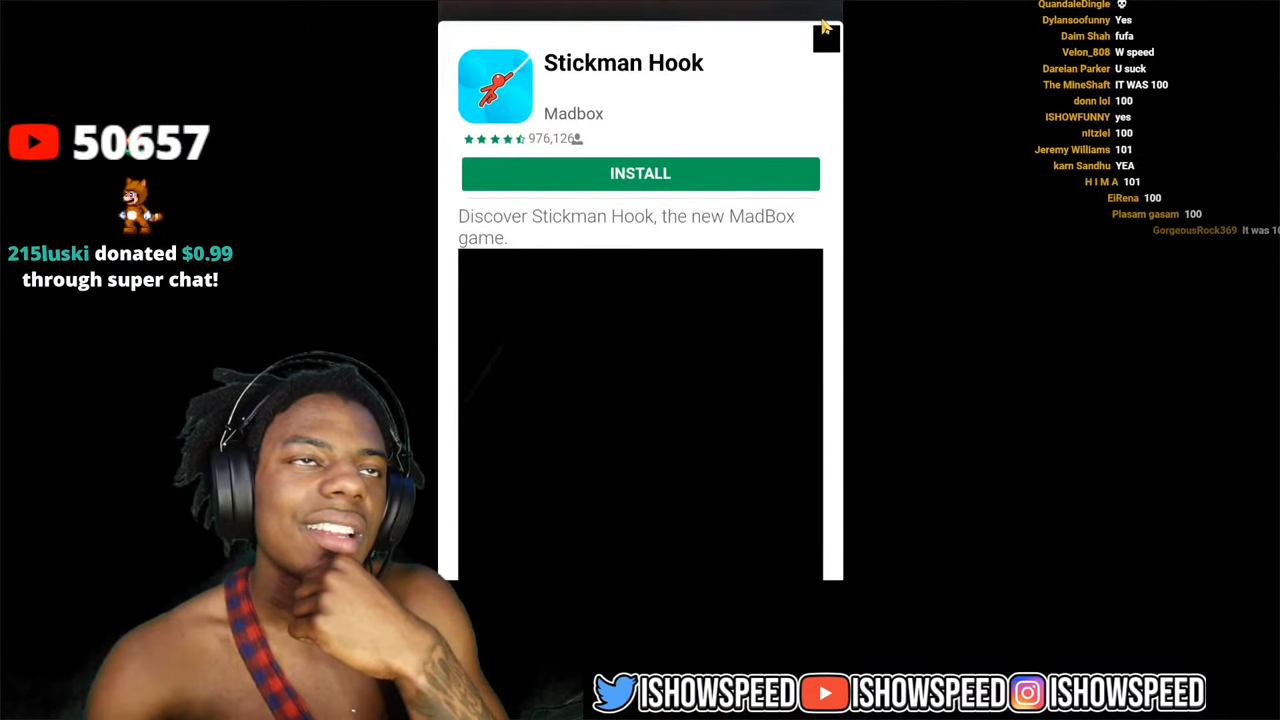 50657
215luski donated $0.99
through super chat!
Stickman Hook
Madbox
976,126
INSTALL
Discover Stickman Hook, the new MadBox
game.
QuandaleDingle 💀
Dylansoofunny Yes
Daim Shah fufa
Velon_808 W speed
Dareian Parker U suck
The MineShaft IT WAS 100
donn lol 100
ISHOWFUNNY yes
nItzIel 100
Jeremy Williams 101
karn Sandhu YEA
H I M A 101
EiRena 100
Plasam gasam 100
GorgeousRock369 It was 10
ISHOWSPEED ISHOWSPEED ISHOWSPEED